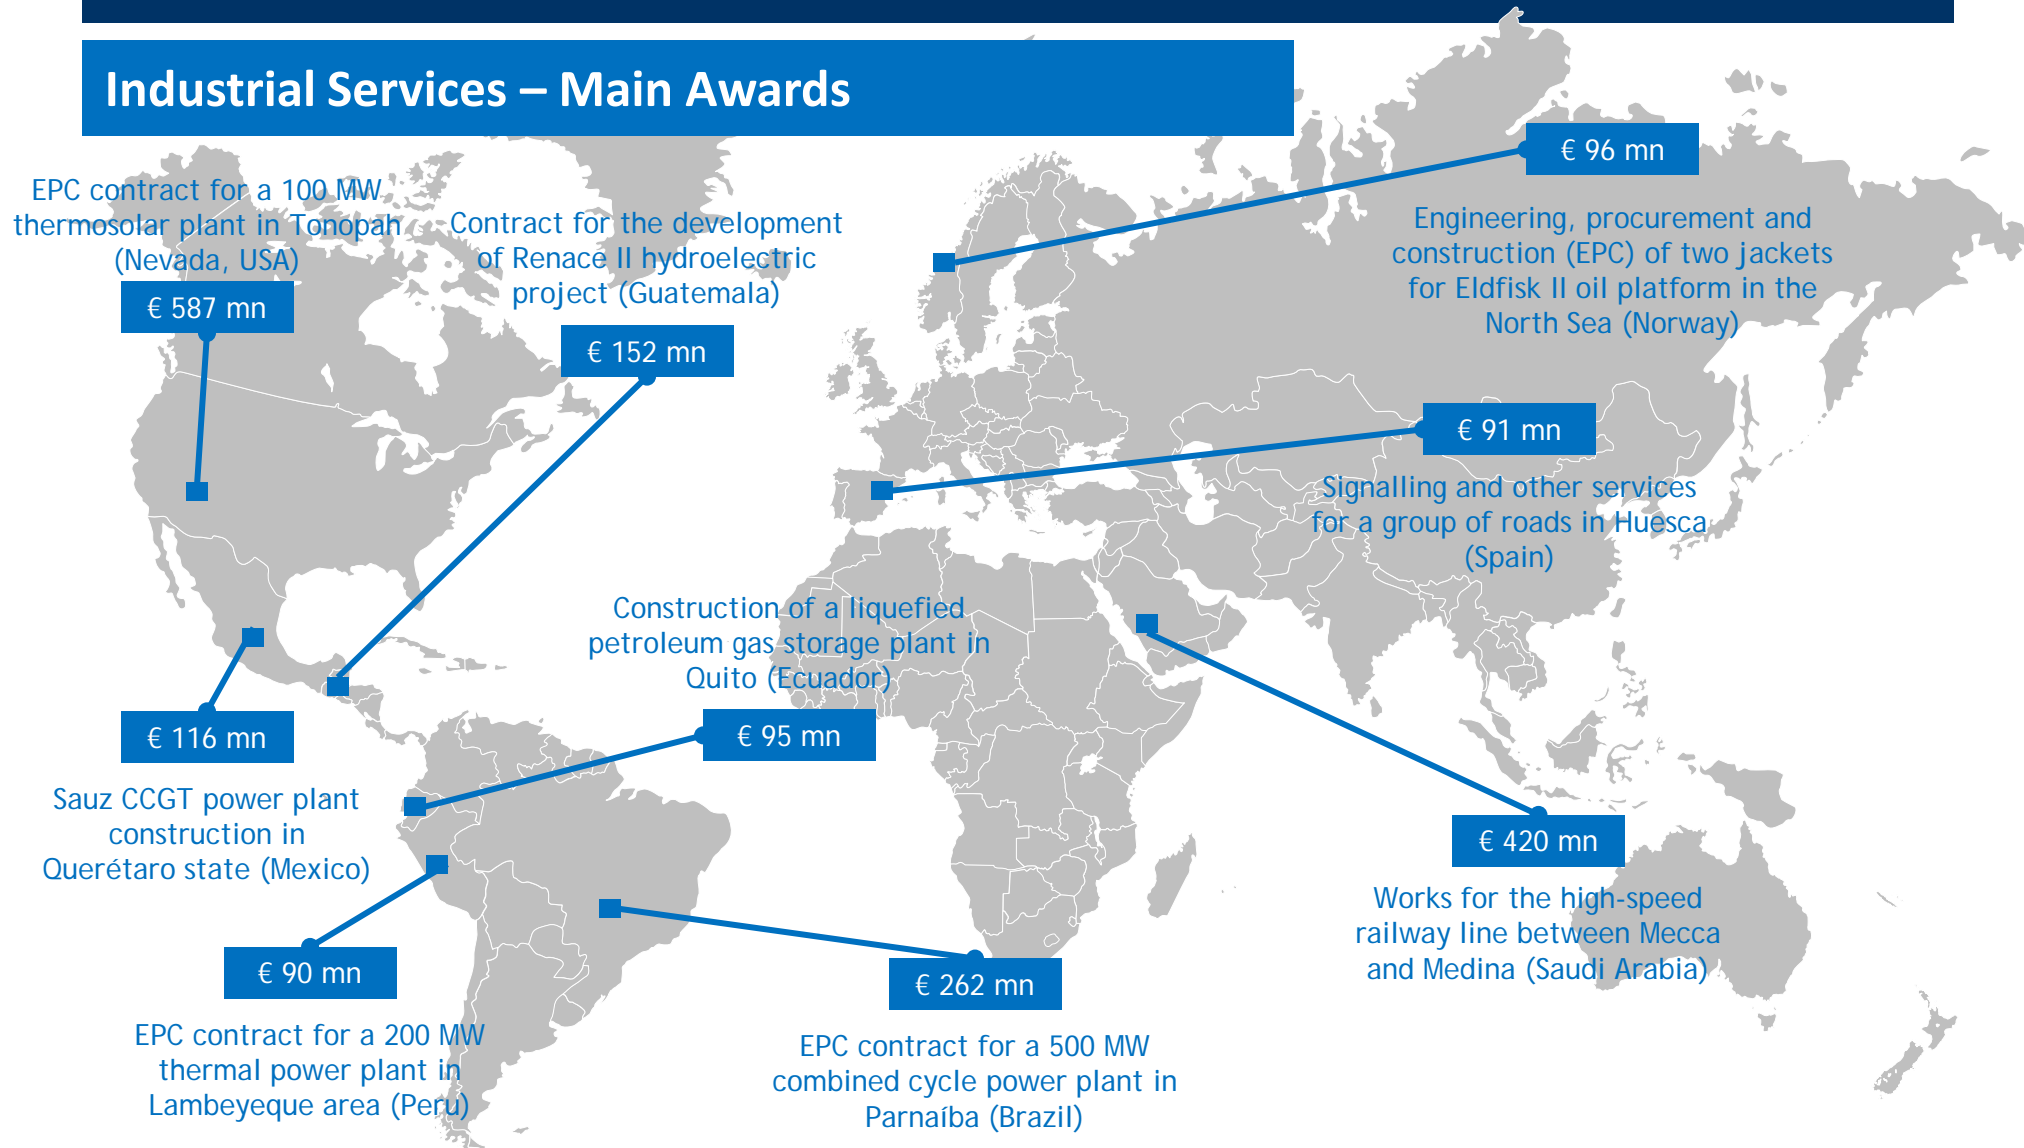 Industrial Services – Main Awards
EPC contract for a 100 MW
thermosolar plant in Tonopah
(Nevada, USA)
€ 587 mn
Contract for the development
of Renace II hydroelectric
project (Guatemala)
€ 152 mn
€ 96 mn
Engineering, procurement and
construction (EPC) of two jackets
for Eldfisk II oil platform in the
North Sea (Norway)
€ 91 mn
Signalling and other services
for a group of roads in Huesca
(Spain)
Construction of a liquefied
petroleum gas storage plant in
Quito (Ecuador)
€ 95 mn
€ 116 mn
Sauz CCGT power plant
construction in
Querétaro state (Mexico)
€ 420 mn
Works for the high-speed
railway line between Mecca
and Medina (Saudi Arabia)
€ 90 mn
EPC contract for a 200 MW
thermal power plant in
Lambeyeque area (Peru)
€ 262 mn
EPC contract for a 500 MW
combined cycle power plant in
Parnaíba (Brazil)